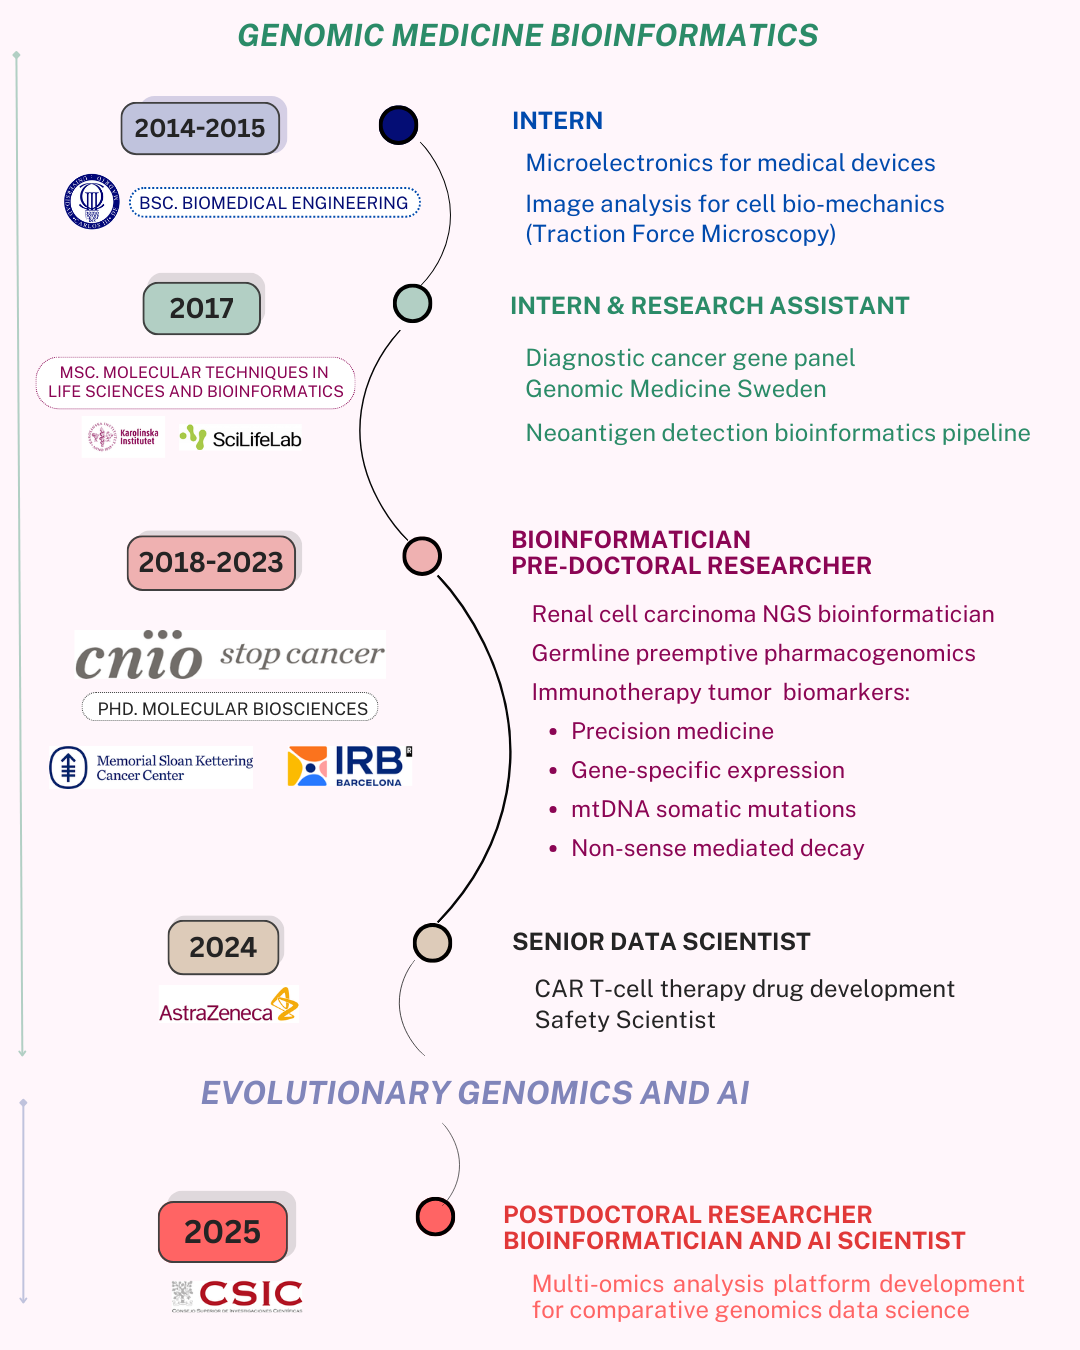 GENOMIC MEDICINE BIOINFORMATICS
2014-2015
INTERN
Microelectronics for medical devices
BSC. BIOMEDICAL ENGINEERING
Image analysis for cell bio-mechanics
(Traction Force Microscopy)
2017
INTERN & RESEARCH ASSISTANT
MSC. MOLECULAR TECHNIQUES IN
LIFE SCIENCES AND BIOINFORMATICS
Diagnostic cancer gene panel
Genomic Medicine Sweden
Karolinska
Institutet
SciLifeLab
Neoantigen detection bioinformatics pipeline
2018-2023
BIOINFORMATICIAN
PRE-DOCTORAL RESEARCHER
Renal cell carcinoma NGS bioinformatician
cnio stop cancer
Germline preemptive pharmacogenomics
PHD. MOLECULAR BIOSCIENCES
Immunotherapy tumor biomarkers:
• Precision medicine
Memorial Sloan Kettering
Cancer Center
IRB
BARCELONA
• Gene-specific expression
• mtDNA somatic mutations
• Non-sense mediated decay
2024
SENIOR DATA SCIENTIST
AstraZeneca
CAR T-cell therapy drug development
Safety Scientist
EVOLUTIONARY GENOMICS AND AI
2025
POSTDOCTORAL RESEARCHER
BIOINFORMATICIAN AND AI SCIENTIST
CSIC
CONSEJO SUPERIOR DE INVESTIGACIONES CIENTÍFICAS
Multi-omics analysis platform development
for comparative genomics data science